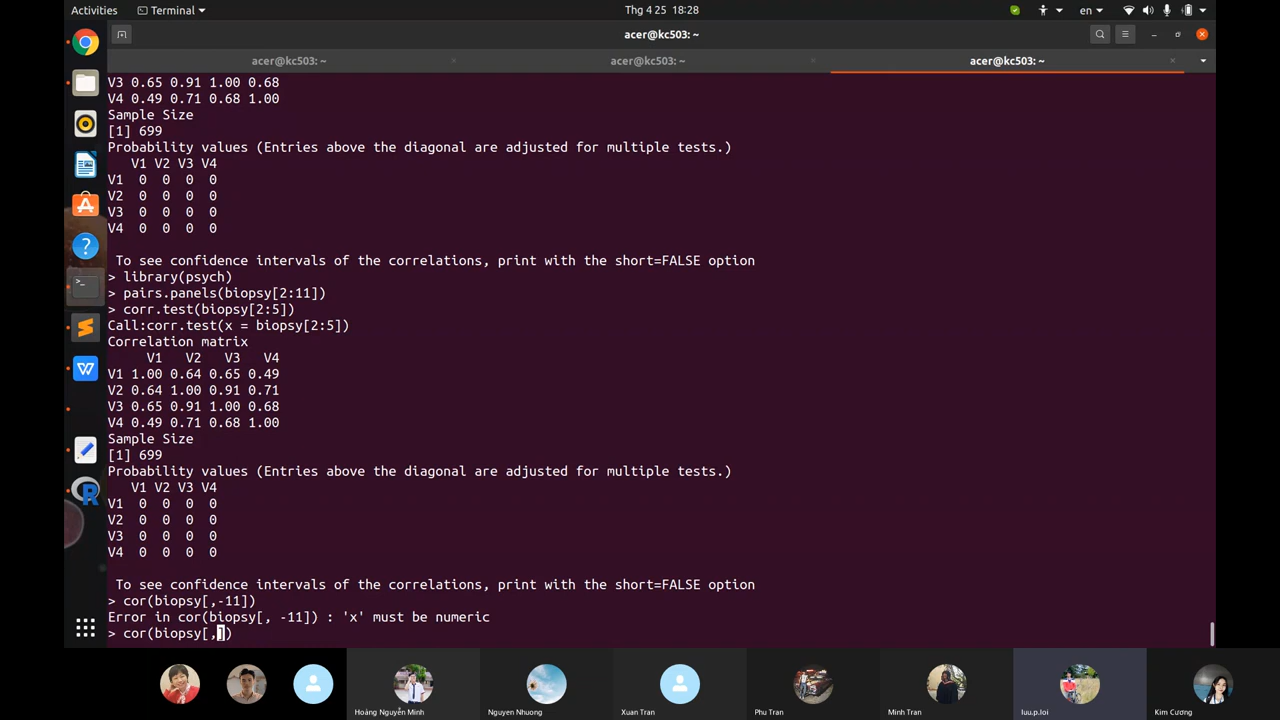 Activities
Terminal
Thg 4 25 18:28
en
acer@kc503: ~
acer@kc503: ~
acer@kc503: ~
acer@kc503: ~
V3 0.65 0.91 1.00 0.68
V4 0.49 0.71 0.68 1.00
Sample Size
[1] 699
Probability values (Entries above the diagonal are adjusted for multiple tests.)
V1 V2 V3 V4
V1 0 0 0 0
V2 0 0 0 0
V3 0 0 0 0
V4 0 0 0 0
To see confidence intervals of the correlations, print with the short=FALSE option
> library(psych)
> pairs.panels(biopsy[2:11])
> corr.test(biopsy[2:5])
Call:corr.test(x = biopsy[2:5])
Correlation matrix
V1 V2 V3 V4
V1 1.00 0.64 0.65 0.49
V2 0.64 1.00 0.91 0.71
V3 0.65 0.91 1.00 0.68
V4 0.49 0.71 0.68 1.00
Sample Size
[1] 699
Probability values (Entries above the diagonal are adjusted for multiple tests.)
V1 V2 V3 V4
V1 0 0 0 0
V2 0 0 0 0
V3 0 0 0 0
V4 0 0 0 0
To see confidence intervals of the correlations, print with the short=FALSE option
> cor(biopsy[,-11])
Error in cor(biopsy[, -11]) : 'x' must be numeric
> cor(biopsy[,])
Hoàng Nguyễn Minh
Nguyen Nhuong
Xuan Tran
Phu Tran
Minh Tran
luu.p.loi
Kim Cương